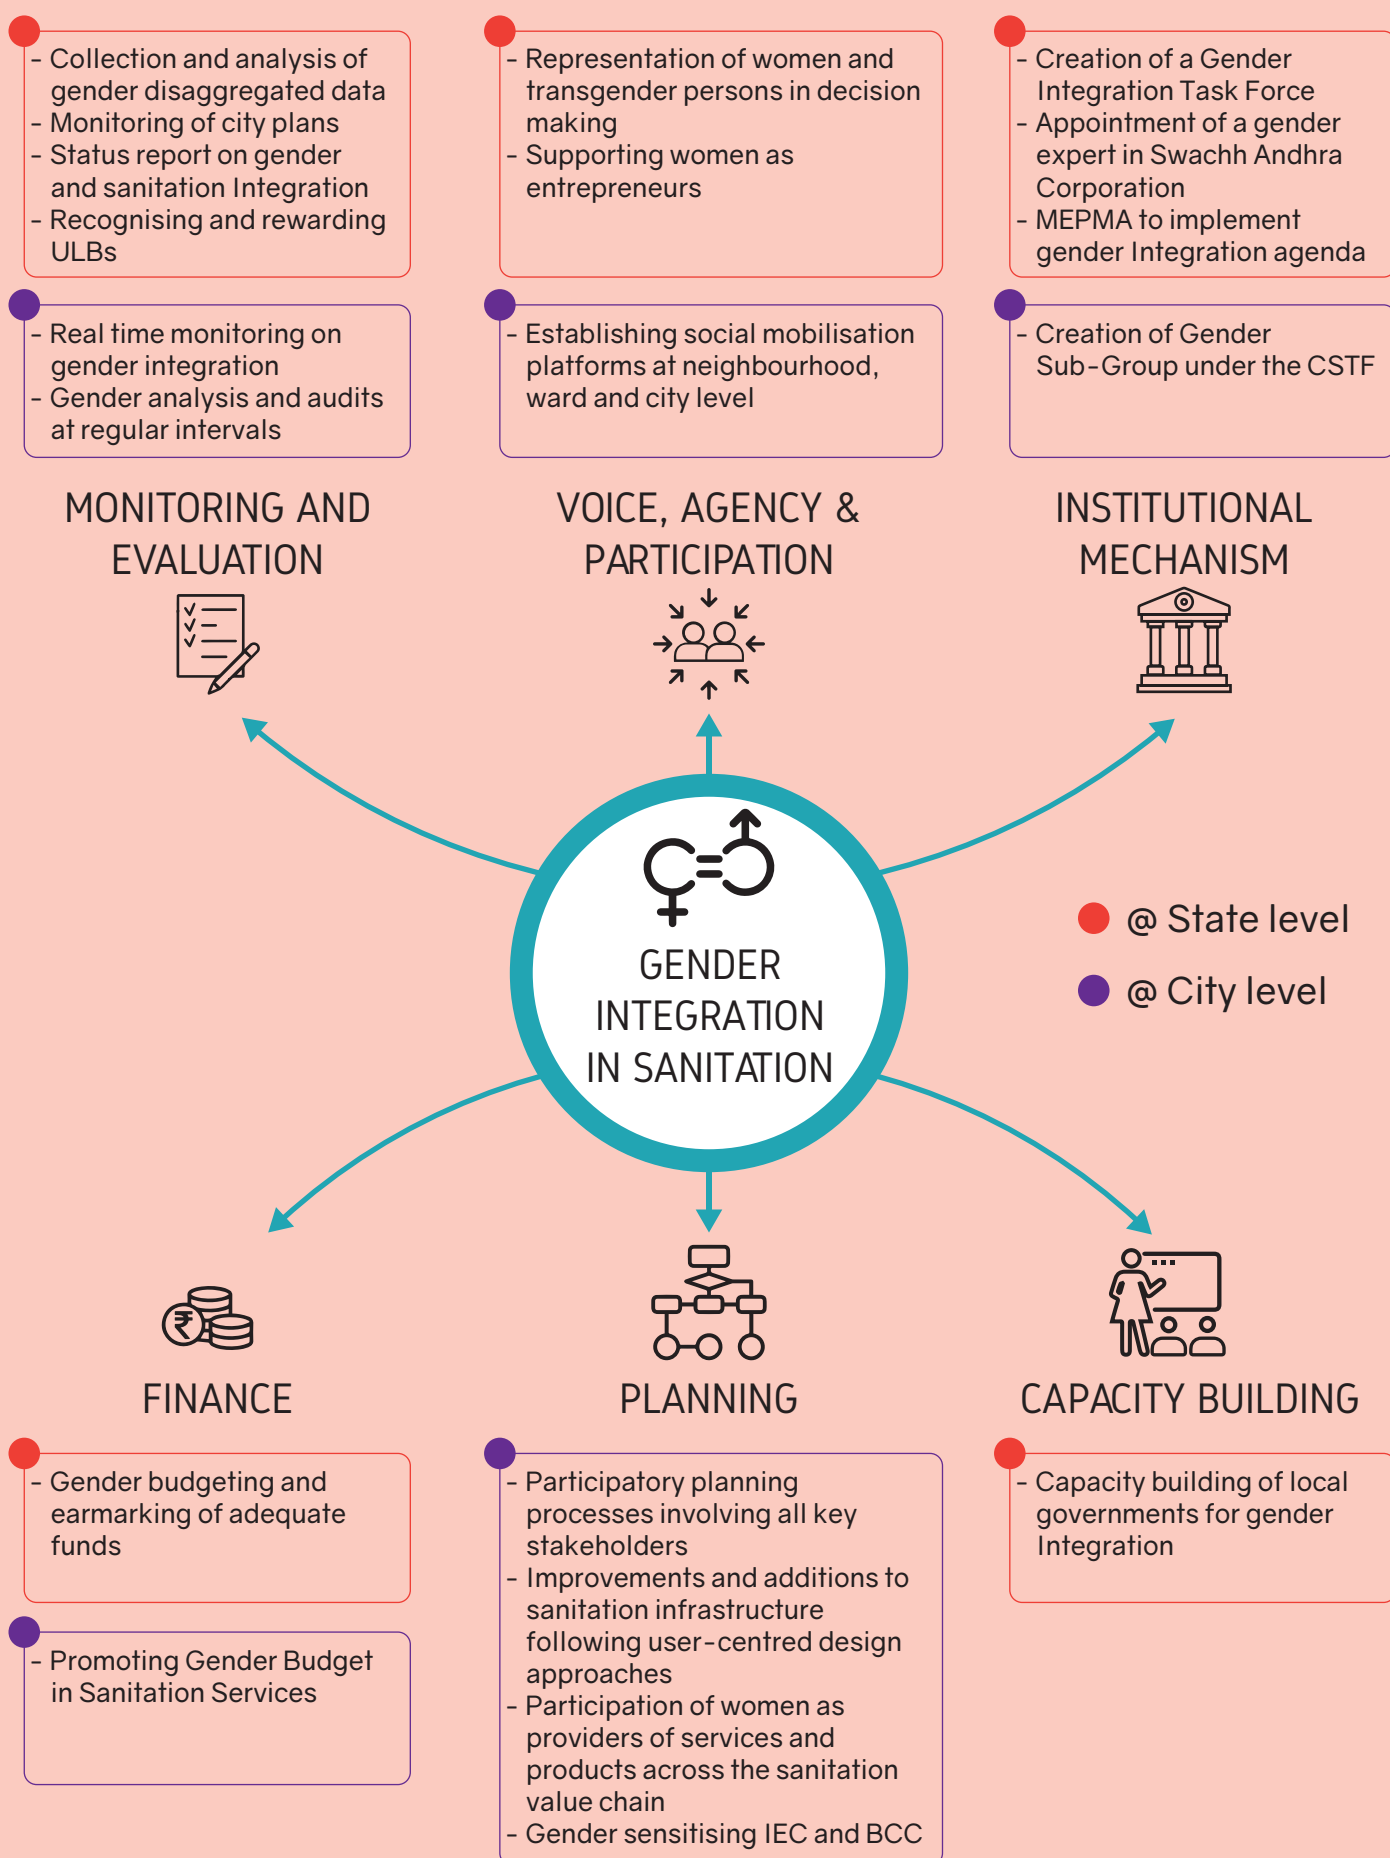 - Collection and analysis of
gender disaggregated data
- Monitoring of city plans
- Status report on gender
and sanitation Integration
- Recognising and rewarding
ULBs
- Representation of women and
transgender persons in decision
making
- Supporting women as
entrepreneurs
- Creation of a Gender
Integration Task Force
- Appointment of a gender
expert in Swachh Andhra
Corporation
- MEPMA to implement
gender Integration agenda
- Real time monitoring on
gender integration
- Gender analysis and audits
at regular intervals
- Establishing social mobilisation
platforms at neighbourhood,
ward and city level
- Creation of Gender
Sub-Group under the CSTF
MONITORING AND
EVALUATION
VOICE, AGENCY &
PARTICIPATION
INSTITUTIONAL
MECHANISM
GENDER
INTEGRATION
IN SANITATION
@ State level
@ City level
₹
FINANCE
PLANNING
CAPACITY BUILDING
- Gender budgeting and
earmarking of adequate
funds
- Promoting Gender Budget
in Sanitation Services
- Participatory planning
processes involving all key
stakeholders
- Improvements and additions to
sanitation infrastructure
following user-centred design
approaches
- Participation of women as
providers of services and
products across the sanitation
value chain
- Gender sensitising IEC and BCC
- Capacity building of local
governments for gender
Integration